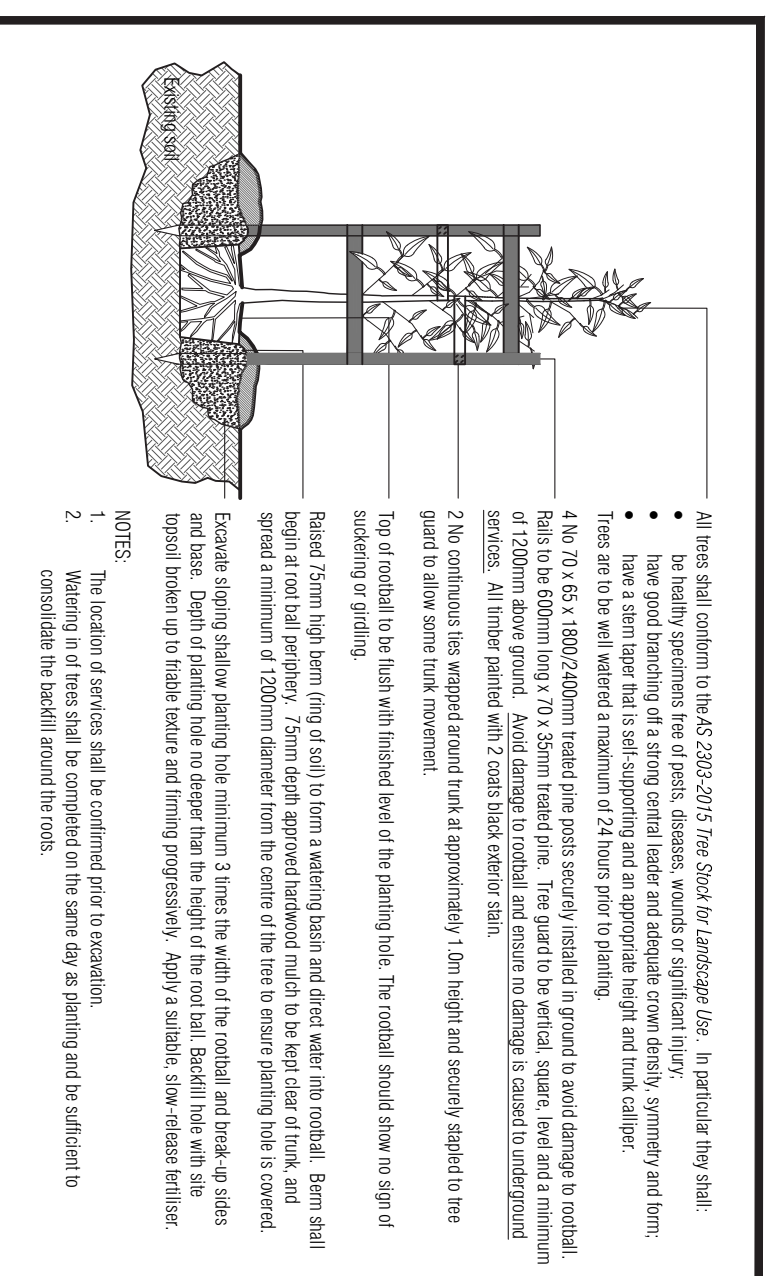 All trees shall conform to the AS 2303-2015 Tree Stock for Landscape Use. In particular they shall:
• be healthy specimens free of pests, diseases, wounds or significant injury;
• have good branching off a strong central leader and adequate crown density, symmetry and form;
• have a stem taper that is self-supporting and an appropriate height and trunk calliper.
Trees are to be well watered a maximum of 24 hours prior to planting.
4 No 70 x 65 x 1800/2400mm treated pine posts securely installed in ground to avoid damage to rootball.
Rails to be 600mm long x 70 x 35mm treated pine. Tree guard to be vertical, square, level and a minimum
of 1200mm above ground. Avoid damage to rootball and ensure no damage is caused to underground
services. All timber painted with 2 coats black exterior stain.
2 No continuous ties wrapped around trunk at approximately 1.0m height and securely stapled to tree
guard to allow some trunk movement.
Top of rootball to be flush with finished level of the planting hole. The rootball should show no sign of
suckering or girdling.
Raised 75mm high berm (ring of soil) to form a watering basin and direct water into rootball. Berm shall
begin at root ball periphery. 75mm depth approved hardwood mulch to be kept clear of trunk, and
spread a minimum of 1200mm diameter from the centre of the tree to ensure planting hole is covered.
Excavate sloping shallow planting hole minimum 3 times the width of the rootball and break-up sides
and base. Depth of planting hole no deeper than the height of the root ball. Backfill hole with site
topsoil broken up to friable texture and firming progressively. Apply a suitable, slow-release fertiliser.
Existing soil
NOTES:
1. The location of services shall be confirmed prior to excavation.
2. Watering in of trees shall be completed on the same day as planting and be sufficient to
consolidate the backfill around the roots.